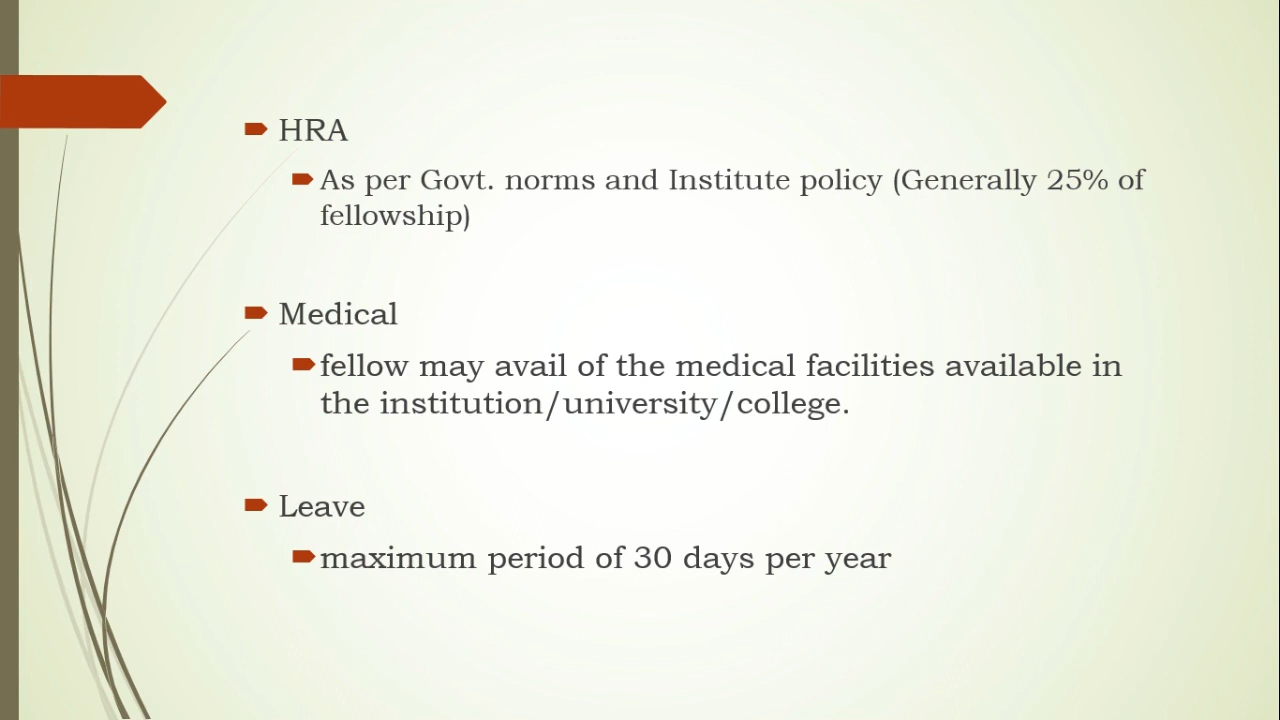 HRA
As per Govt. norms and Institute policy (Generally 25% of
fellowship)
Medical
fellow may avail of the medical facilities available in
the institution/university/college.
Leave
maximum period of 30 days per year